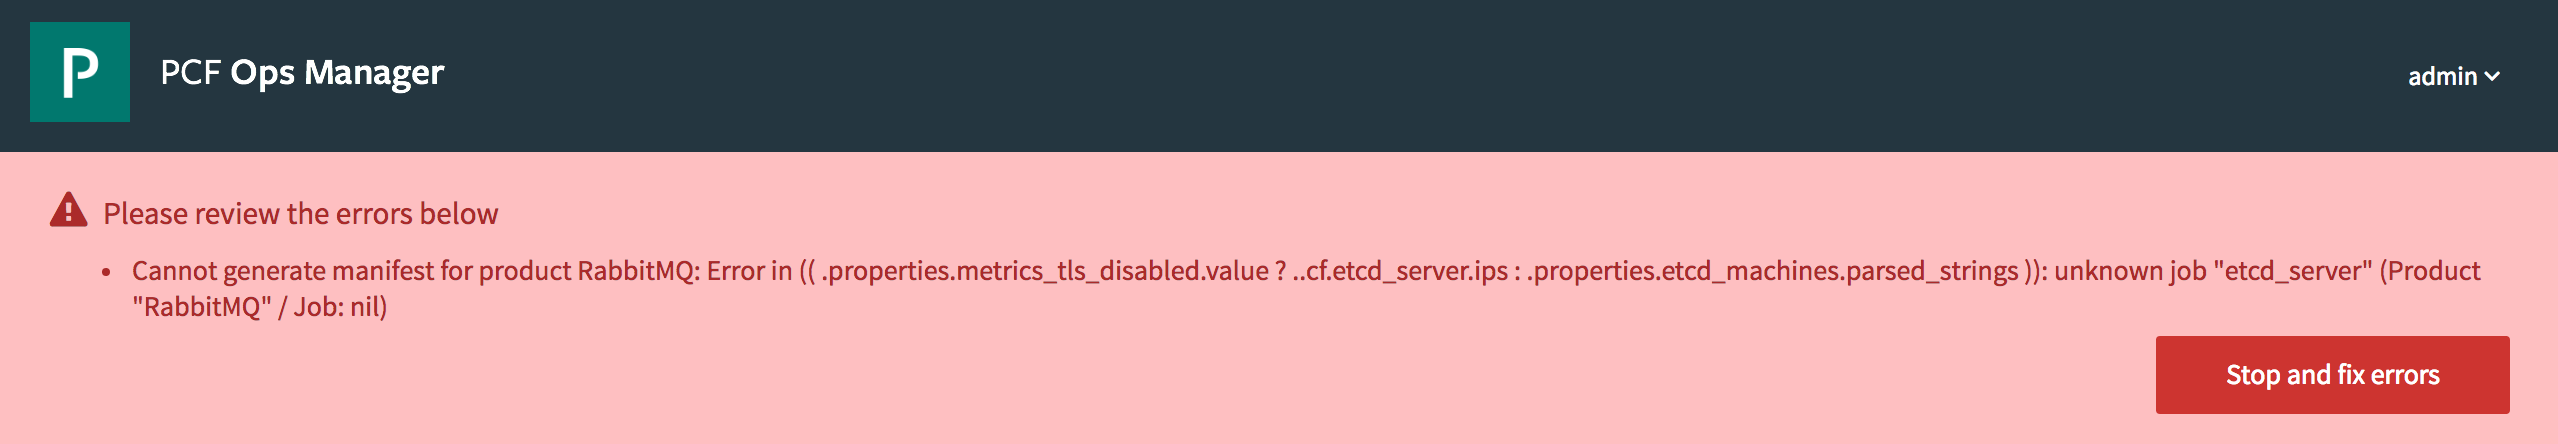 P
PCF Ops Manager
admin
Please review the errors below
• Cannot generate manifest for product RabbitMQ: Error in (( .properties.metrics_tls_disabled.value ? ..cf.etcd_server.ips : .properties.etcd_machines.parsed_strings )): unknown job "etcd_server" (Product
"RabbitMQ" / Job: nil)
Stop and fix errors